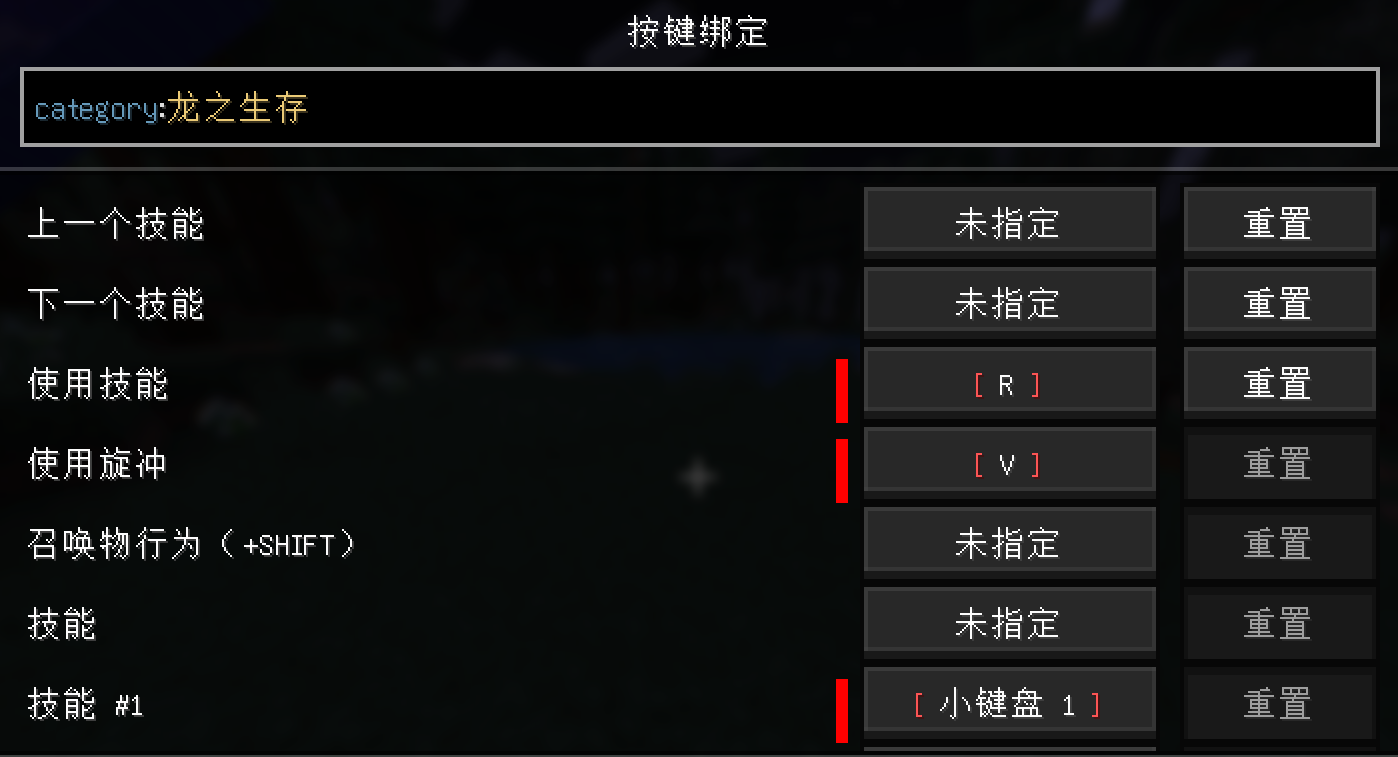 按键绑定
category:龙之生存
上一个技能 未指定 重置
下一个技能 未指定 重置
使用技能 [ R ] 重置
使用旋冲 [ V ] 重置
召唤物行为（+SHIFT） 未指定 重置
技能 未指定 重置
技能 #1 [ 小键盘 1 ] 重置